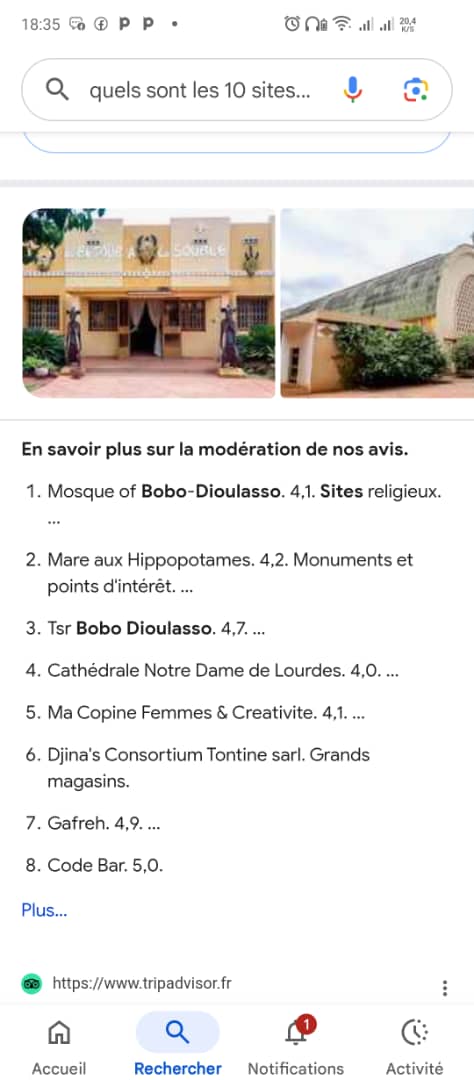 18:35 P P •
20,4
K/S
quels sont les 10 sites...
En savoir plus sur la modération de nos avis.
1. Mosque of Bobo-Dioulasso. 4,1. Sites religieux.
...
2. Mare aux Hippopotames. 4,2. Monuments et
points d'intérêt. ...
3. Tsr Bobo Dioulasso. 4,7. ...
4. Cathédrale Notre Dame de Lourdes. 4,0. ...
5. Ma Copine Femmes & Creativite. 4,1. ...
6. Djina's Consortium Tontine sarl. Grands
magasins.
7. Gafreh. 4,9. ...
8. Code Bar. 5,0.
Plus...
https://www.tripadvisor.fr
1
Accueil Rechercher Notifications Activité